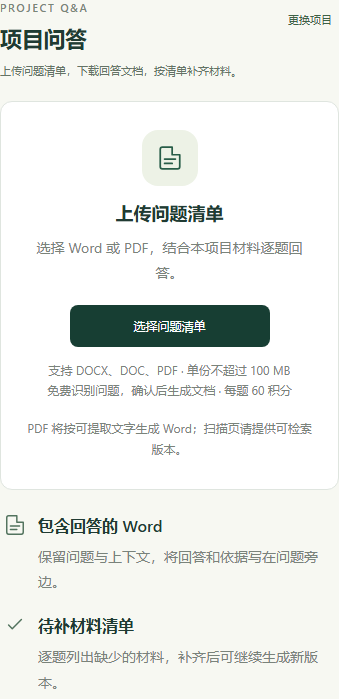 PROJECT Q&A
更换项目
项目问答
上传问题清单，下载回答文档，按清单补齐材料。
上传问题清单
选择 Word 或 PDF，结合本项目材料逐题回
答。
选择问题清单
支持 DOCX、DOC、PDF · 单份不超过 100 MB
免费识别问题，确认后生成文档 · 每题 60 积分
PDF 将按可提取文字生成 Word；扫描页请提供可检索
版本。
包含回答的 Word
保留问题与上下文，将回答和依据写在问题旁
边。
待补材料清单
逐题列出缺少的材料，补齐后可继续生成新版
本。